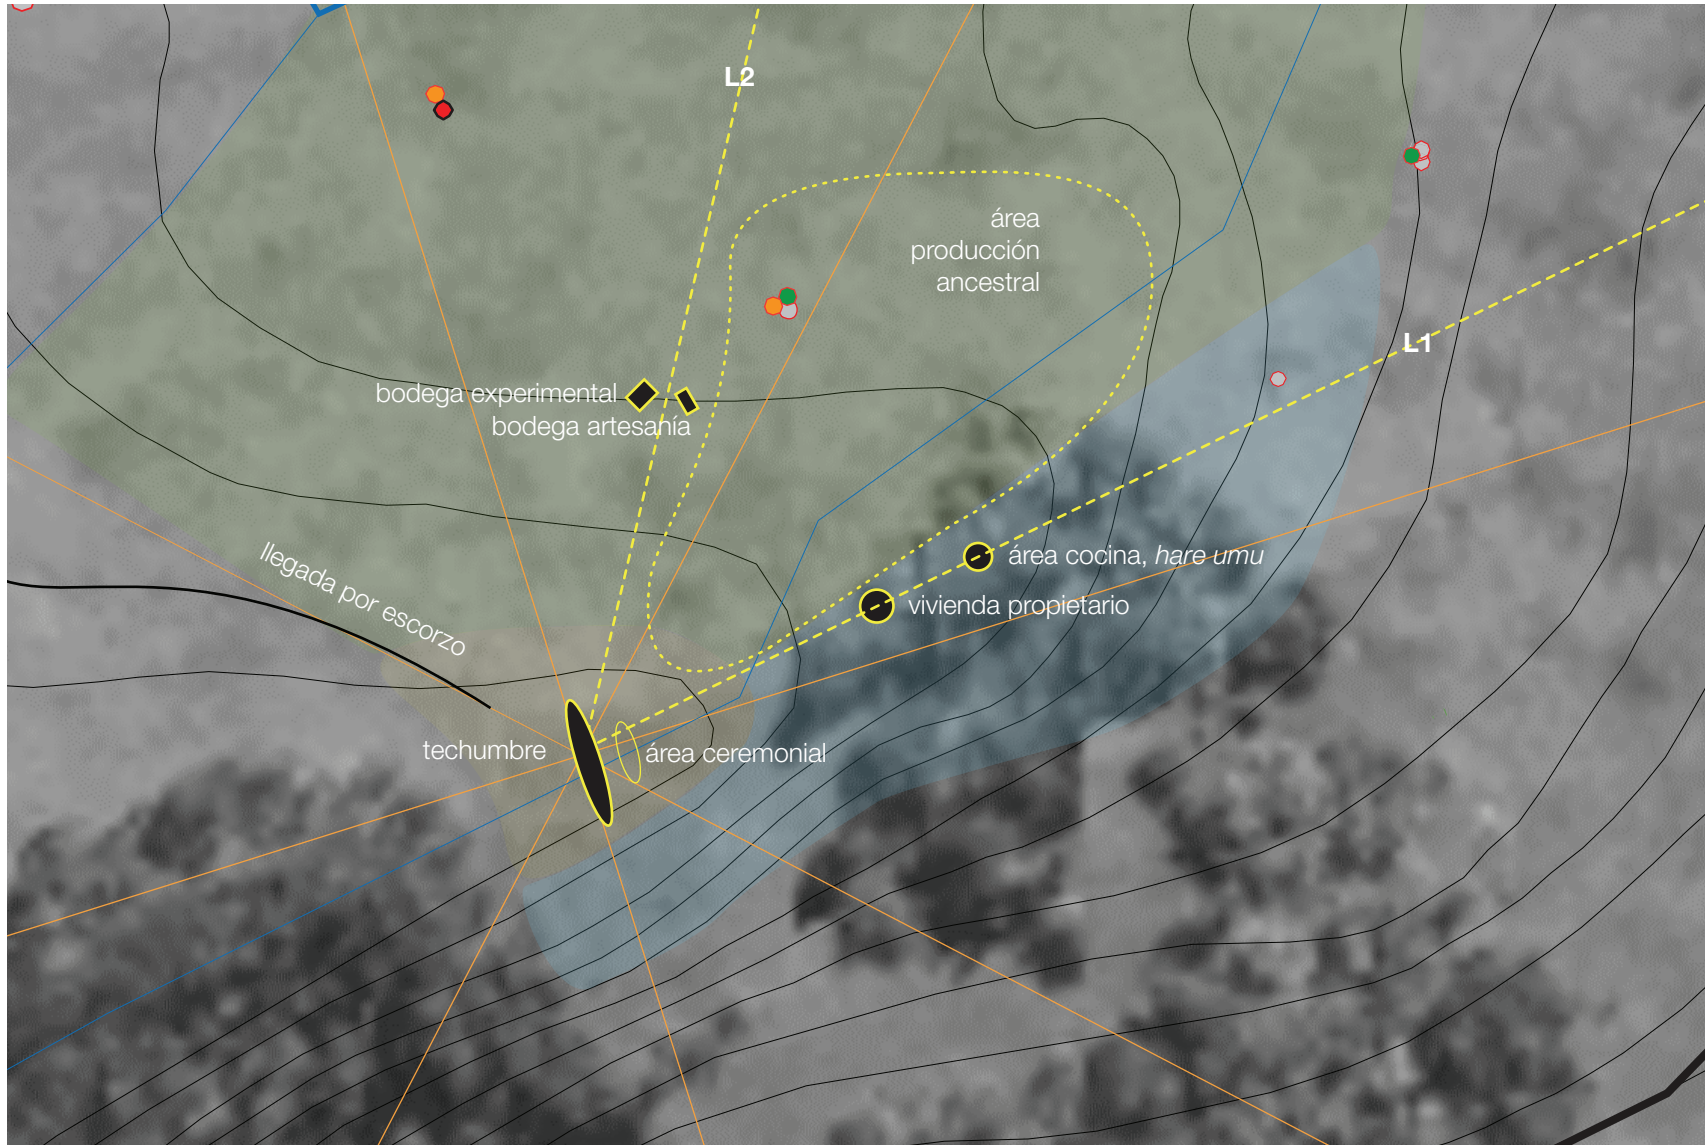 L2
área
producción
ancestral
L1
bodega experimental
bodega artesanía
llegada por escorzo
área cocina, hare umu
vivienda propietario
techumbre
área ceremonial